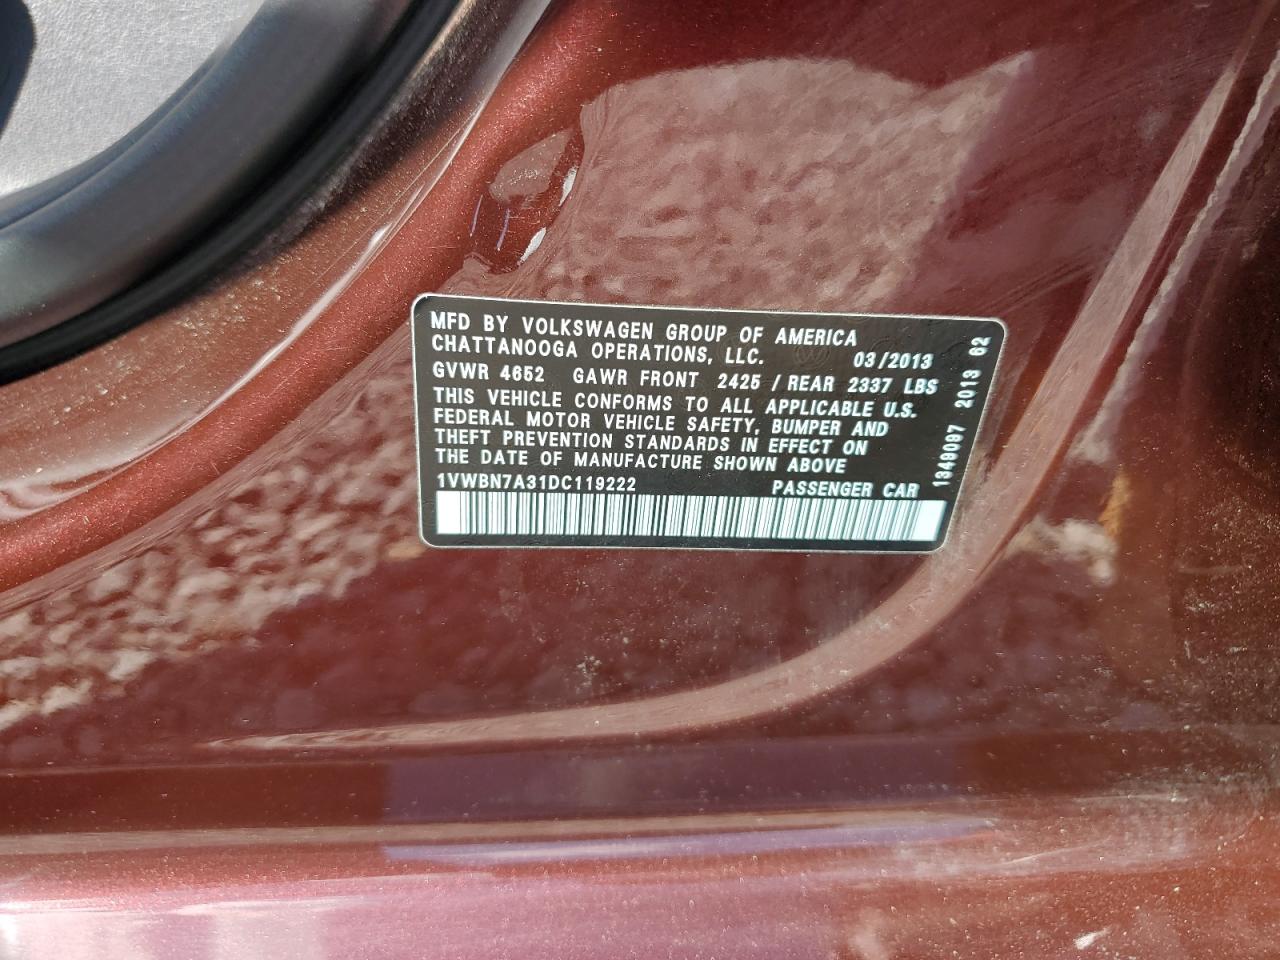 MFD BY VOLKSWAGEN GROUP OF AMERICA
CHATTANOOGA OPERATIONS, LLC. 03/2013
GVWR 4652 GAWR FRONT 2425 / REAR 2337 LBS
THIS VEHICLE CONFORMS TO ALL APPLICABLE U.S.
FEDERAL MOTOR VEHICLE SAFETY, BUMPER AND
THEFT PREVENTION STANDARDS IN EFFECT ON
THE DATE OF MANUFACTURE SHOWN ABOVE
1VWBN7A31DC119222 PASSENGER CAR
1349097 2013 62